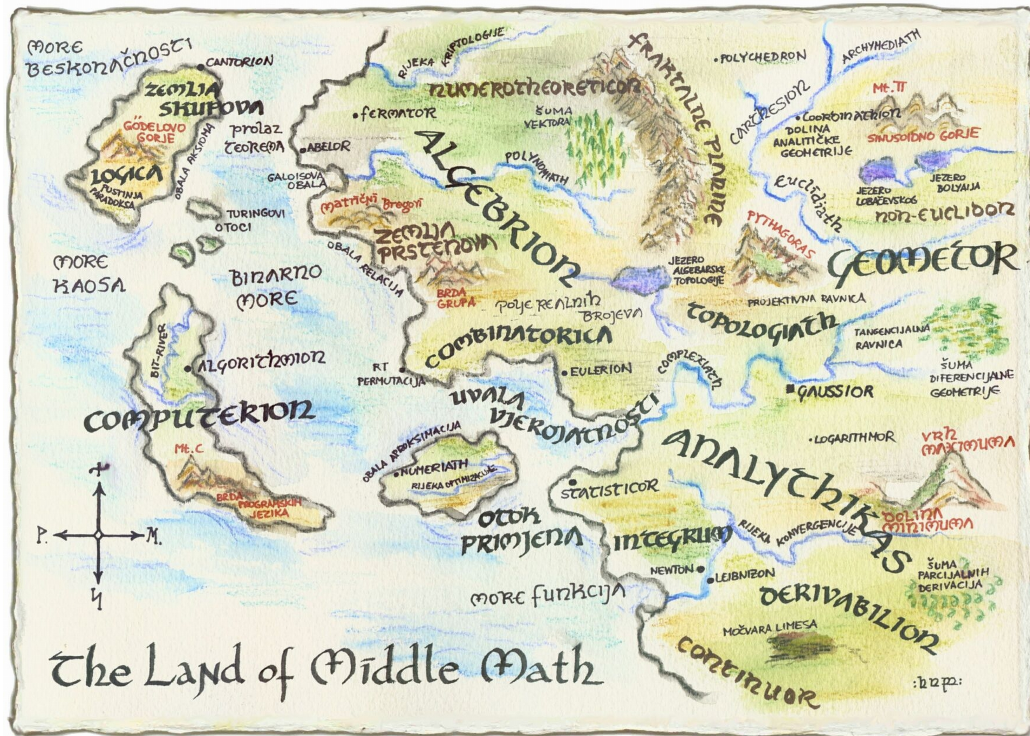 MORE
BESKONAČNOSTI
CANTORION
ZEMLJA
SKUPOVA
GÖDELOVO
GORJE
LOGICA
PUSTINJA
PARADOKSA
OBALA AKSIOMA
PROLAZ
TEOREMA
TURINGOVI
OTOCI
MORE
KAOSA
BINARNO
MORE
RIJEKA KRIPTOLOGIJE
NUMEROTHEORETICON
FERMATOR
ABELOR
GALOISOVA
OBALA
ŠUMA
VEKTORA
FRAKTALNE PLANINE
ALGEBRION
POLYNOMIATH
MATRIČNI BREGOVI
ZEMLJA
PRSTENOVA
OBALA RELACIJA
BRDA
GRUPA
POLJE REALNIH
BROJEVA
COMBINATORICA
RT
PERMUTACIJA
EULERION
JEZERO
ALGEBARSKE
TOPOLOGIJE
POLYCHEDRON
ARCHYMEDIATH
CARTHESION
Mt. π
COORDINATERION
DOLINA
ANALITIČKE
GEOMETRIJE
SINUSOIDNO GORJE
JEZERO
LOBAČEVSKOG
JEZERO
BOLYAIJA
EUCLIDIATH
NON-EUCLIDON
PYTHAGORAS
GEOMETOR
PROJEKTIVNA RAVNICA
TOPOLOGIATH
TANGENCIJALNA
RAVNICA
ŠUMA
DIFERENCIJALNE
GEOMETRIJE
BIT-RIVER
ALGORITHMION
COMPUTERION
Mt. C
BRDA
PROGRAMSKIH
JEZIKA
UVALA
VJEROJATNOSTI
COMPLEXIATH
GAUSSIOR
OBALA APROKSIMACIJA
NUMERIATH
RIJEKA OPTIMIZACIJE
OTOK
PRIMJENA
ANALYTHIKAS
LOGARITHMOR
VRH
MAXIMUMA
DOLINA
MINIMUMA
STATISTICOR
INTEGRUM
RIJEKA KONVERGENCIJE
NEWTON
LEIBNIZON
MORE FUNKCIJA
DERIVABILION
ŠUMA
PARCIJALNIH
DERIVACIJA
MOČVARA LIMESA
CONTINUOR
P. M.
The Land of Middle Math